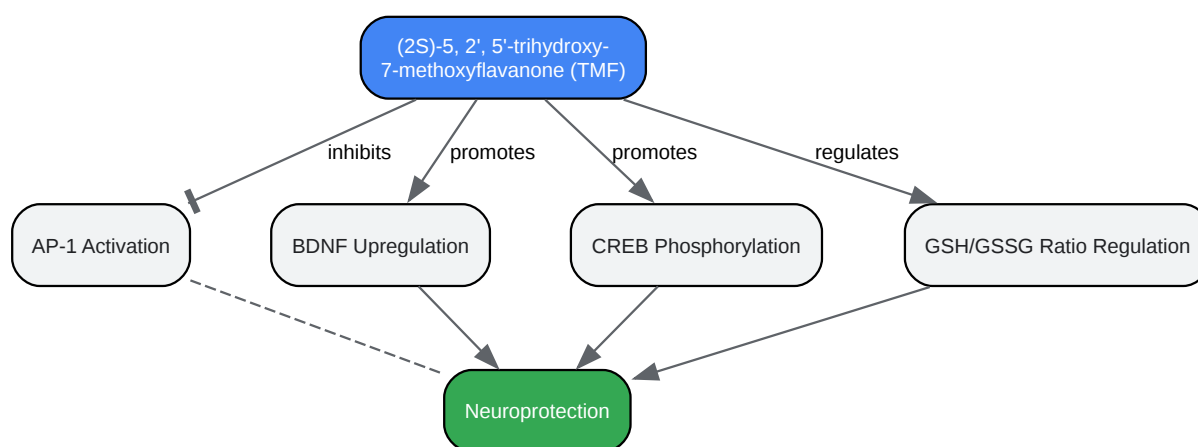 (2S)-5, 2', 5'-trihydroxy-
7-methoxyflavanone (TMF)
inhibits
promotes
promotes
regulates
AP-1 Activation
BDNF Upregulation
CREB Phosphorylation
GSH/GSSG Ratio Regulation
Neuroprotection